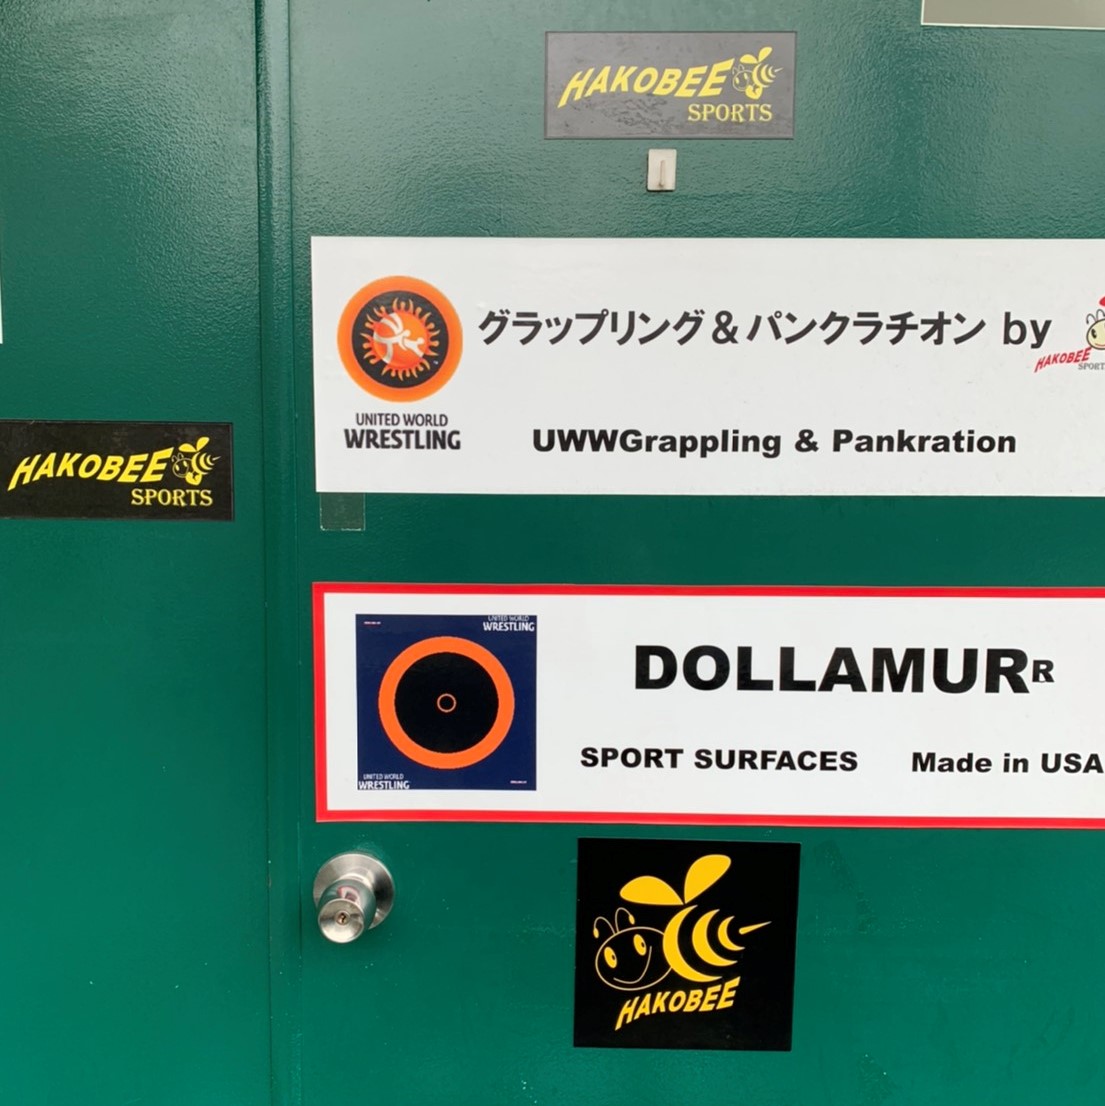 HAKOBEE
SPORTS
グラップリング＆パンクラチオン by
HAKOBEE
SPORT
UNITED WORLD
WRESTLING
UWWGrappling & Pankration
HAKOBEE
SPORTS
UNITED WORLD
WRESTLING
DOLLAMURR
SPORT SURFACES Made in USA
UNITED WORLD
WRESTLING
HAKOBEE